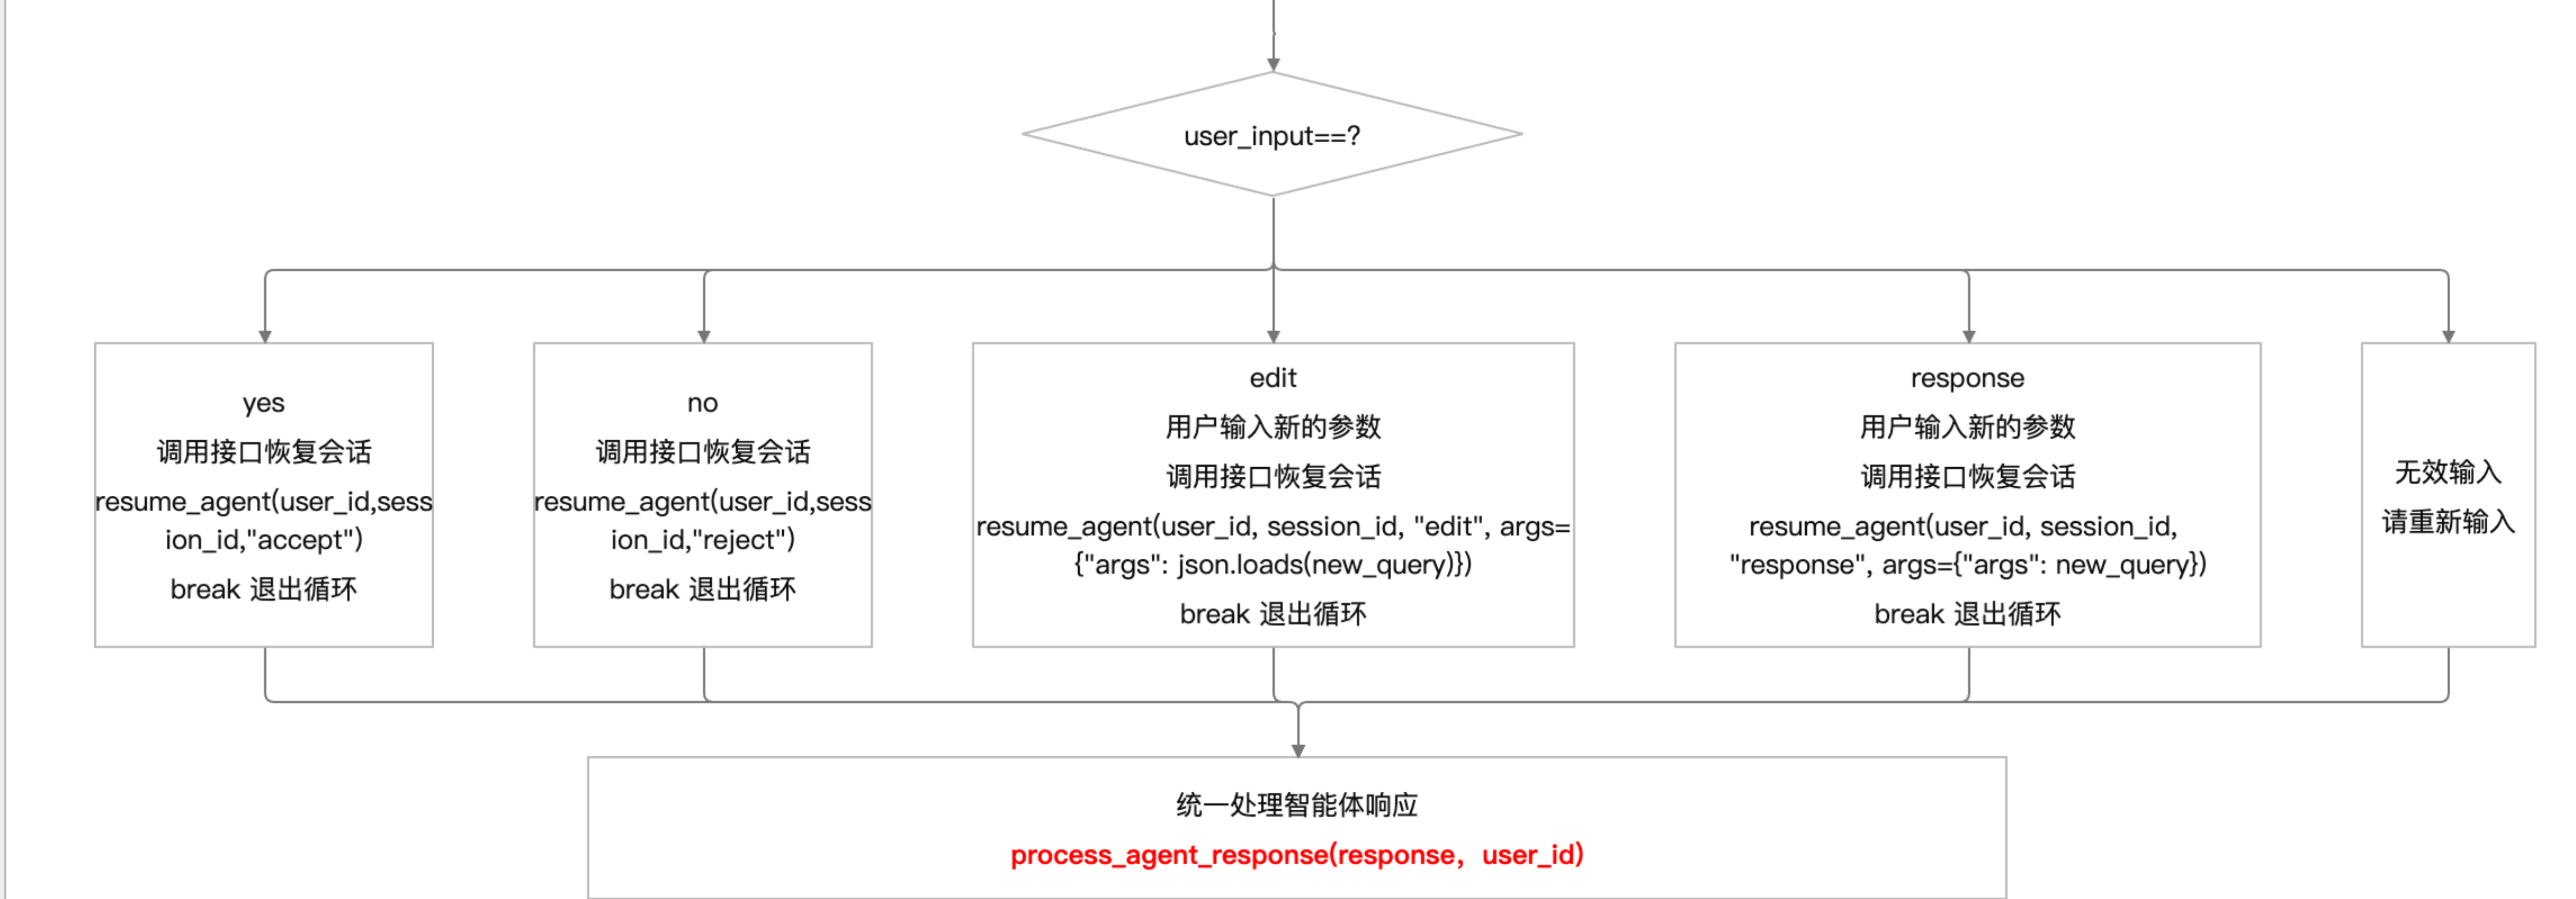 user_input==?
yes
调用接口恢复会话
resume_agent(user_id,sess
ion_id,"accept")
break 退出循环
no
调用接口恢复会话
resume_agent(user_id,sess
ion_id,"reject")
break 退出循环
edit
用户输入新的参数
调用接口恢复会话
resume_agent(user_id, session_id, "edit", args=
{"args": json.loads(new_query)})
break 退出循环
response
用户输入新的参数
调用接口恢复会话
resume_agent(user_id, session_id,
"response", args={"args": new_query})
break 退出循环
无效输入
请重新输入
统一处理智能体响应
process_agent_response(response，user_id)